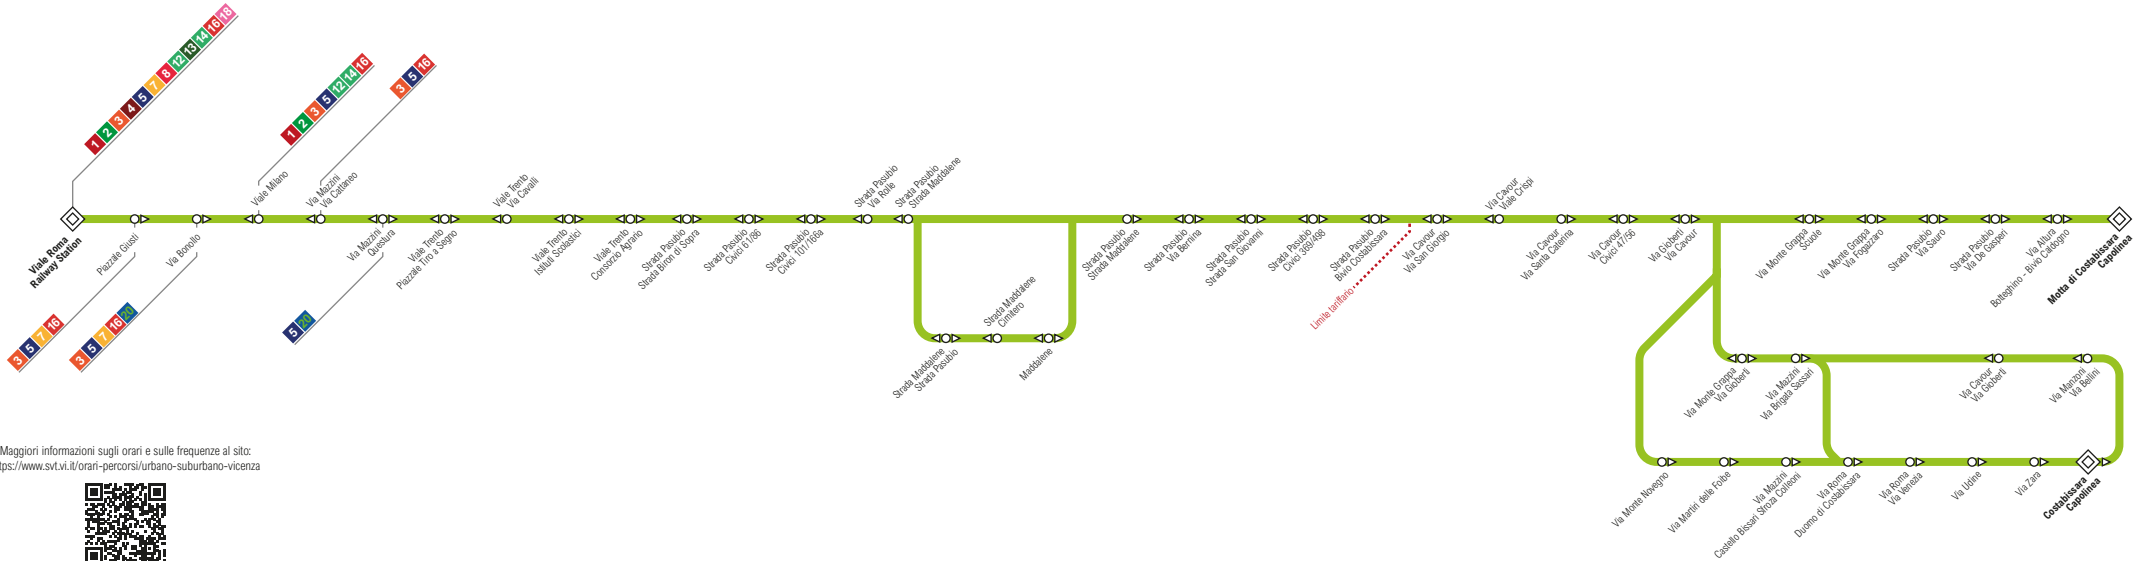 1 2 3 4 5 7 8 12 13 14 16 18
1 2 3 5 12 14 16
3 5 16
Viale Roma
Railway Station
Piazzale Giusti
3 5 7 16
Via Bonollo
3 5 7 16 20
Viale Milano
Via Mazzini
Via Cattaneo
Via Mazzini
Questura
5 20
Viale Trento
Piazzale Tiro a Segno
Viale Trento
Via Cavalli
Viale Trento
Istituti Scolastici
Viale Trento
Consorzio Agrario
Strada Pasubio
Strada Biron di Sopra
Strada Pasubio
Civici 61/86
Strada Pasubio
Civici 101/166a
Strada Pasubio
Via Rolle
Strada Pasubio
Strada Maddalene
Strada Maddalene
Strada Pasubio
Strada Maddalene
Cimitero
Maddalene
Strada Pasubio
Strada Maddalene
Strada Pasubio
Via Bernina
Strada Pasubio
Strada San Giovanni
Strada Pasubio
Civici 369/498
Strada Pasubio
Bivio Costabissara
Limite tariffario
Via Cavour
Via San Giorgio
Via Cavour
Viale Crispi
Via Cavour
Via Santa Caterina
Via Cavour
Civici 47/56
Via Gioberti
Via Cavour
Via Monte Grappa
Scuole
Via Monte Grappa
Via Fogazzaro
Strada Pasubio
Via Sauro
Strada Pasubio
Via De Gasperi
Via Altura
Botteghino - Bivio Caldogno
Motta di Costabissara
Capolinea
Via Monte Grappa
Via Gioberti
Via Mazzini
Via Brigata Sassari
Via Cavour
Via Gioberti
Via Manzoni
Via Bellini
Via Monte Novegno
Via Martiri delle Foibe
Via Mazzini
Castello Bissari Sfroza Colleoni
Via Roma
Duomo di Costabissara
Via Roma
Via Venezia
Via Udine
Via Zara
Costabissara
Capolinea
Maggiori informazioni sugli orari e sulle frequenze al sito:
tps://www.svt.vi.it/orari-percorsi/urbano-suburbano-vicenza